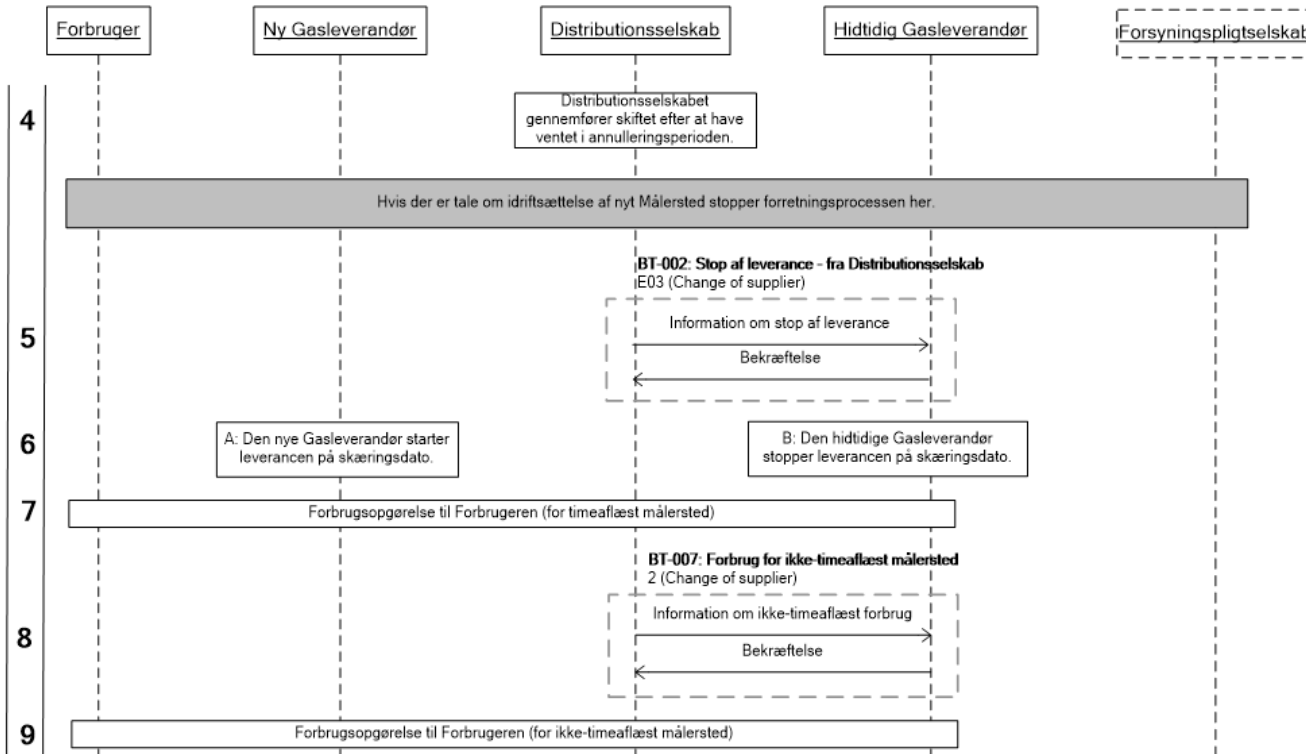 Forbruger
Ny Gasleverandør
Distributionsselskab
Hidtidig Gasleverandør
Forsyningspligtselskab
4
Distributionsselskabet
gennemfører skiftet efter at have
ventet i annulleringsperioden.
Hvis der er tale om idriftsættelse af nyt Målersted stopper forretningsprocessen her.
BT-002: Stop af leverance - fra Distributionsselskab
E03 (Change of supplier)
5
Information om stop af leverance
Bekræftelse
6
A: Den nye Gasleverandør starter
leverancen på skæringsdato.
B: Den hidtidige Gasleverandør
stopper leverancen på skæringsdato.
7
Forbrugsopgørelse til Forbrugeren (for timeaflæst målersted)
BT-007: Forbrug for ikke-timeaflæst målersted
2 (Change of supplier)
8
Information om ikke-timeaflæst forbrug
Bekræftelse
9
Forbrugsopgørelse til Forbrugeren (for ikke-timeaflæst målersted)